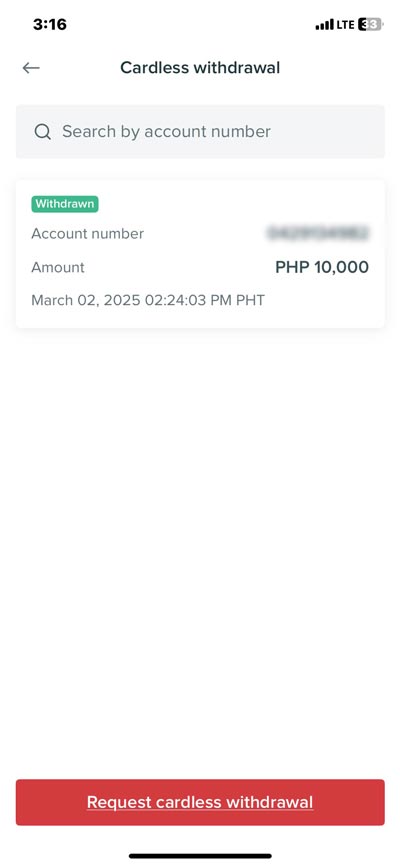 3:16 LTE 33
Cardless withdrawal
Search by account number
Withdrawn
Account number
Amount PHP 10,000
March 02, 2025 02:24:03 PM PHT
Request cardless withdrawal